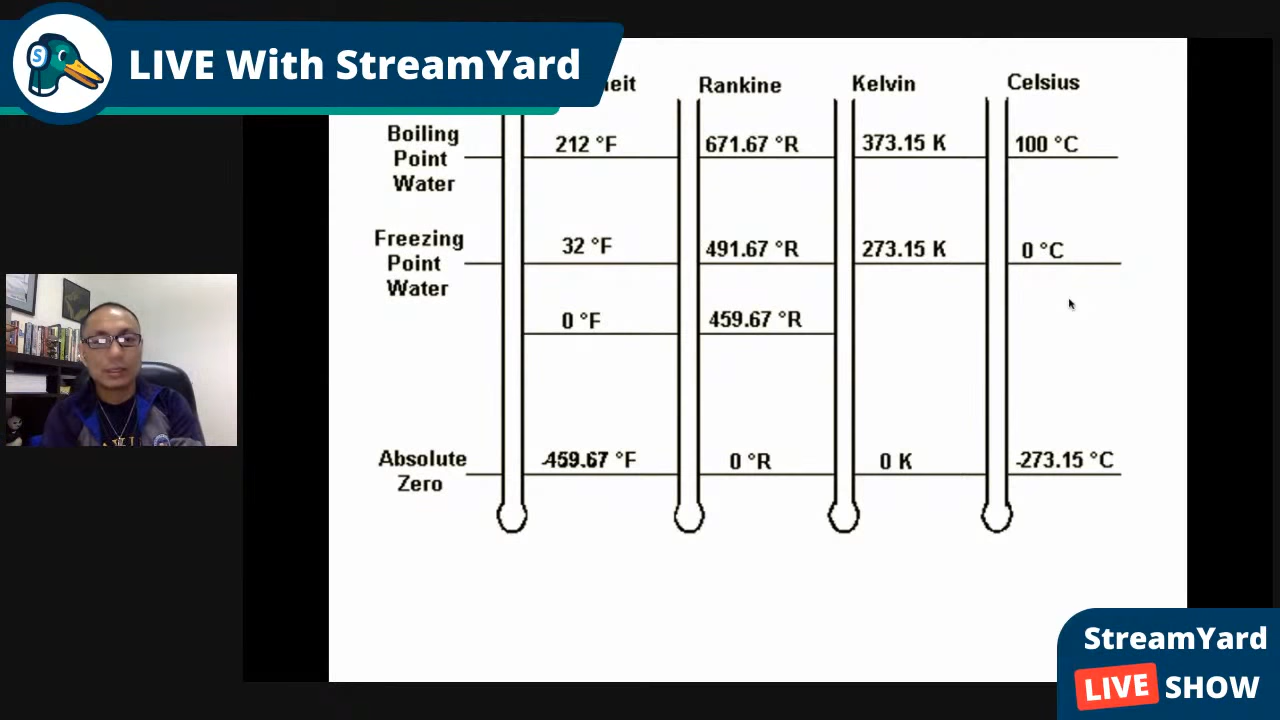 LIVE With StreamYard
S
heit
Rankine
Kelvin
Celsius
Boiling
Point
Water
212 °F
671.67 °R
373.15 K
100 °C
Freezing
Point
Water
32 °F
491.67 °R
273.15 K
0 °C
0 °F
459.67 °R
Absolute
Zero
-459.67 °F
0 °R
0 K
-273.15 °C
StreamYard
LIVE SHOW